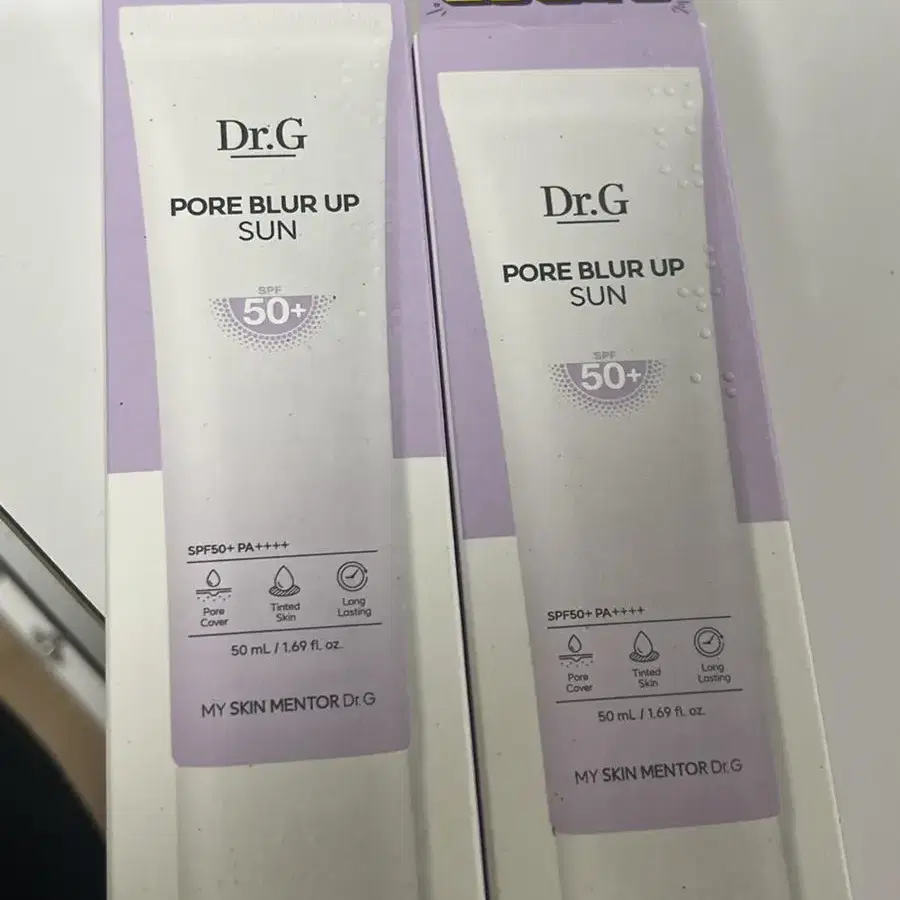 Dr.G
PORE BLUR UP
SUN
SPF
50+
SPF50+ PA++++
Pore
Cover
Tinted
Skin
Long
Lasting
50 mL / 1.69 fl. oz.
MY SKIN MENTOR Dr.G
Dr.G
PORE BLUR UP
SUN
SPF
50+
SPF50+ PA++++
Pore
Cover
Tinted
Skin
Long
Lasting
50 mL / 1.69 fl. oz.
MY SKIN MENTOR Dr.G